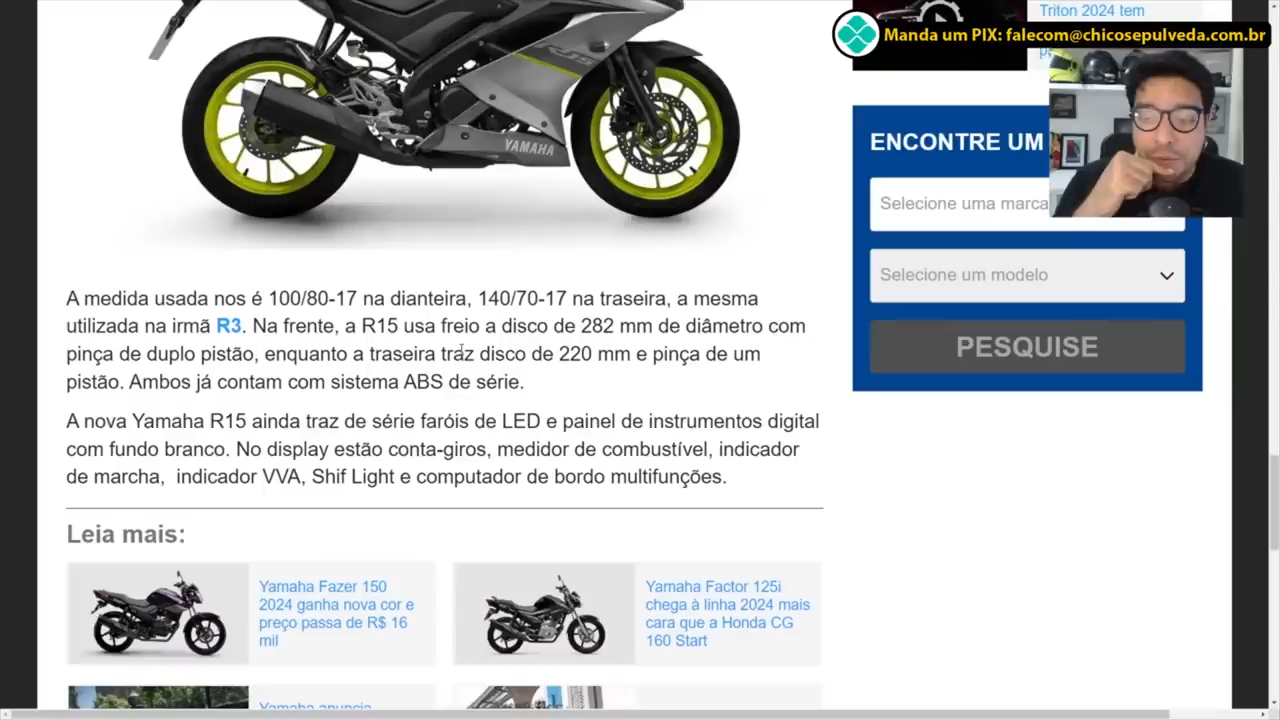 Triton 2024 tem
Manda um PIX: falecom@chicosepulveda.com.br
R15
YAMAHA
ENCONTRE UM
Selecione uma marca
Selecione um modelo
PESQUISE
A medida usada nos é 100/80-17 na dianteira, 140/70-17 na traseira, a mesma
utilizada na irmã R3. Na frente, a R15 usa freio a disco de 282 mm de diâmetro com
pinça de duplo pistão, enquanto a traseira traz disco de 220 mm e pinça de um
pistão. Ambos já contam com sistema ABS de série.
A nova Yamaha R15 ainda traz de série faróis de LED e painel de instrumentos digital
com fundo branco. No display estão conta-giros, medidor de combustível, indicador
de marcha, indicador VVA, Shif Light e computador de bordo multifunções.
Leia mais:
Yamaha Fazer 150
2024 ganha nova cor e
preço passa de R$ 16
mil
Yamaha Factor 125i
chega à linha 2024 mais
cara que a Honda CG
160 Start
Yamaha anuncia